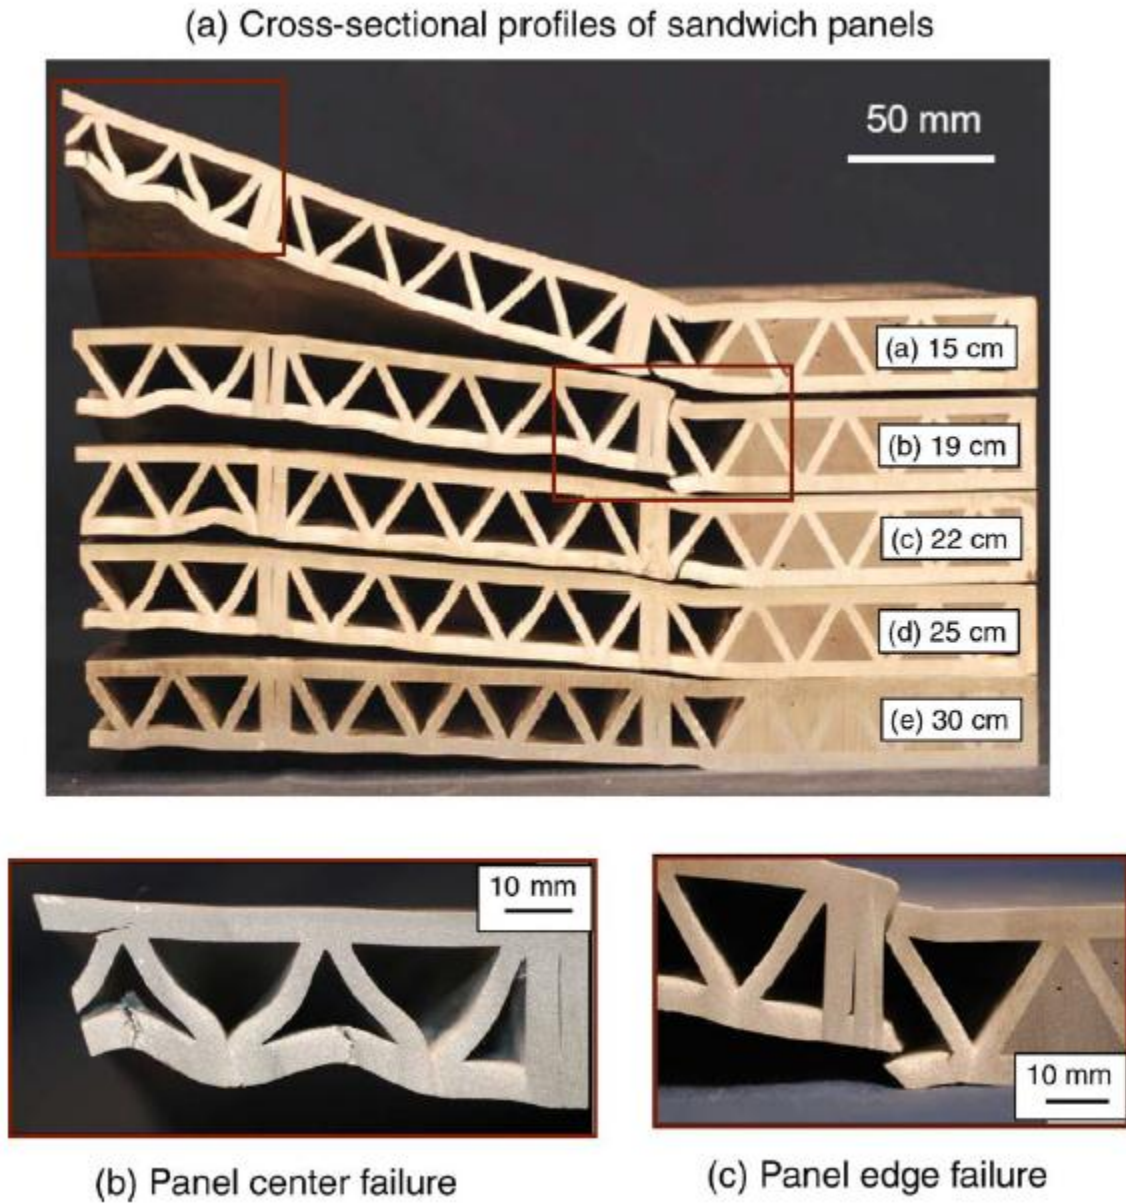 (a) Cross-sectional profiles of sandwich panels
50 mm
(a) 15 cm
(b) 19 cm
(c) 22 cm
(d) 25 cm
(e) 30 cm
10 mm
10 mm
(b) Panel center failure
(c) Panel edge failure